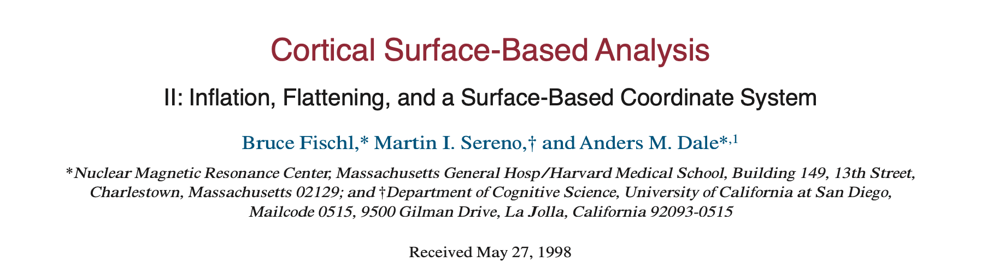 Cortical Surface-Based Analysis
II: Inflation, Flattening, and a Surface-Based Coordinate System
Bruce Fischl,* Martin I. Sereno,† and Anders M. Dale*,1
*Nuclear Magnetic Resonance Center, Massachusetts General Hosp/Harvard Medical School, Building 149, 13th Street,
Charlestown, Massachusetts 02129; and †Department of Cognitive Science, University of California at San Diego,
Mailcode 0515, 9500 Gilman Drive, La Jolla, California 92093-0515
Received May 27, 1998